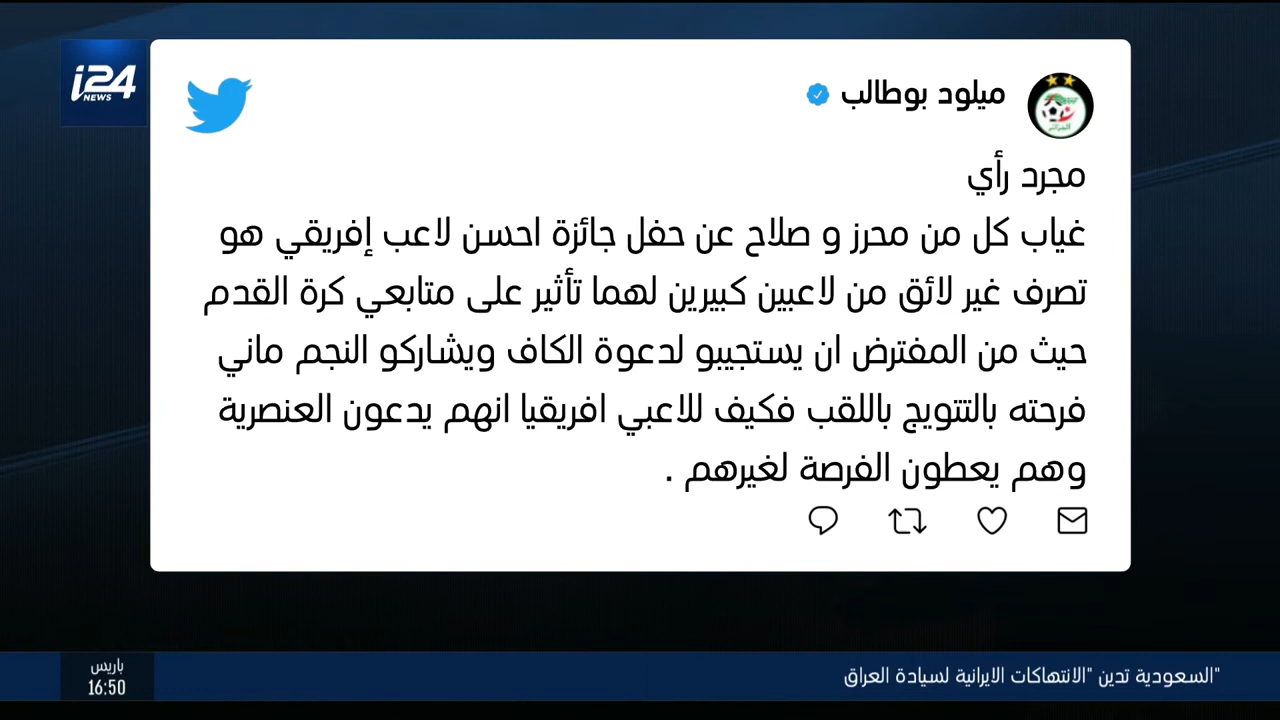 i24
NEWS
ميلود بوطالب
مجرد رأي
غياب كل من محرز و صلاح عن حفل جائزة احسن لاعب إفريقي هو
تصرف غير لائق من لاعبين كبيرين لهما تأثير على متابعي كرة القدم
حيث من المفترض ان يستجيبو لدعوة الكاف ويشاركو النجم ماني
فرحته بالتتويج باللقب فكيف للاعبي افريقيا انهم يدعون العنصرية
وهم يعطون الفرصة لغيرهم .
باريس
16:50
"السعودية تدين "الانتهاكات الايرانية لسيادة العراق